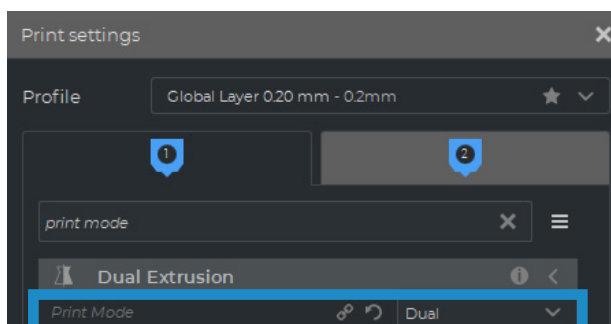 Print settings
Profile Global Layer 0.20 mm - 0.2mm
1 2
print mode
Dual Extrusion
Print Mode Dual